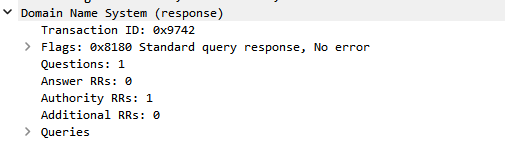 Domain Name System (response)
Transaction ID: 0x9742
Flags: 0x8180 Standard query response, No error
Questions: 1
Answer RRs: 0
Authority RRs: 1
Additional RRs: 0
Queries